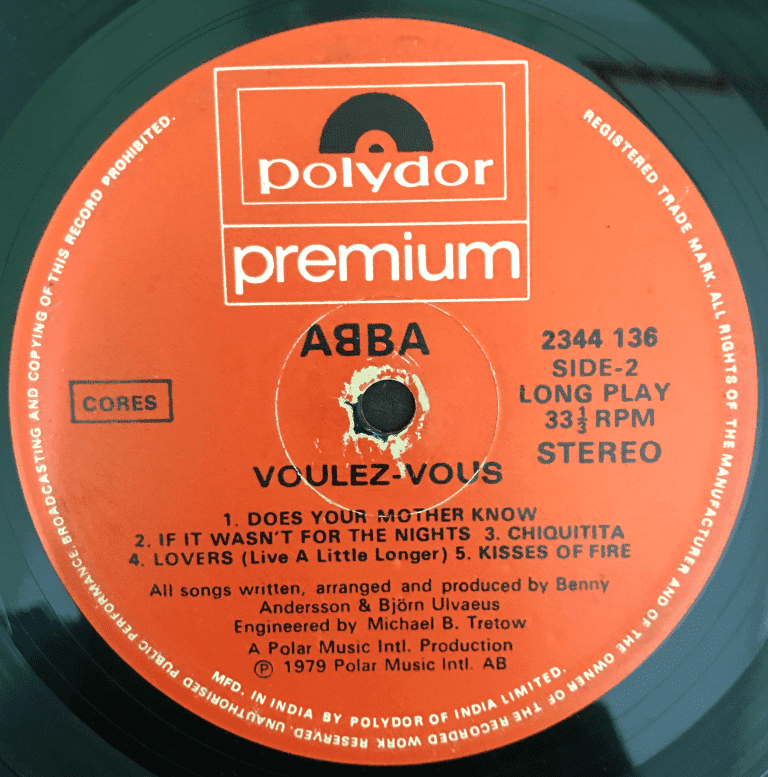 polydor
premium
ABBA
2344 136
SIDE-2
LONG PLAY
33⅓ RPM
STEREO
CORES
VOULEZ-VOUS
1. DOES YOUR MOTHER KNOW
2. IF IT WASN'T FOR THE NIGHTS 3. CHIQUITITA
4. LOVERS (Live A Little Longer) 5. KISSES OF FIRE
All songs written, arranged and produced by Benny
Andersson & Björn Ulvaeus
Engineered by Michael B. Tretow
A Polar Music Intl. Production
Ⓟ 1979 Polar Music Intl. AB
MFD. IN INDIA BY POLYDOR OF INDIA LIMITED.
REGISTERED TRADE MARK. ALL RIGHTS OF THE MANUFACTURER AND OF THE OWNER OF THE RECORDED WORK RESERVED. UNAUTHORISED PUBLIC PERFORMANCE, BROADCASTING AND COPYING OF THIS RECORD PROHIBITED.